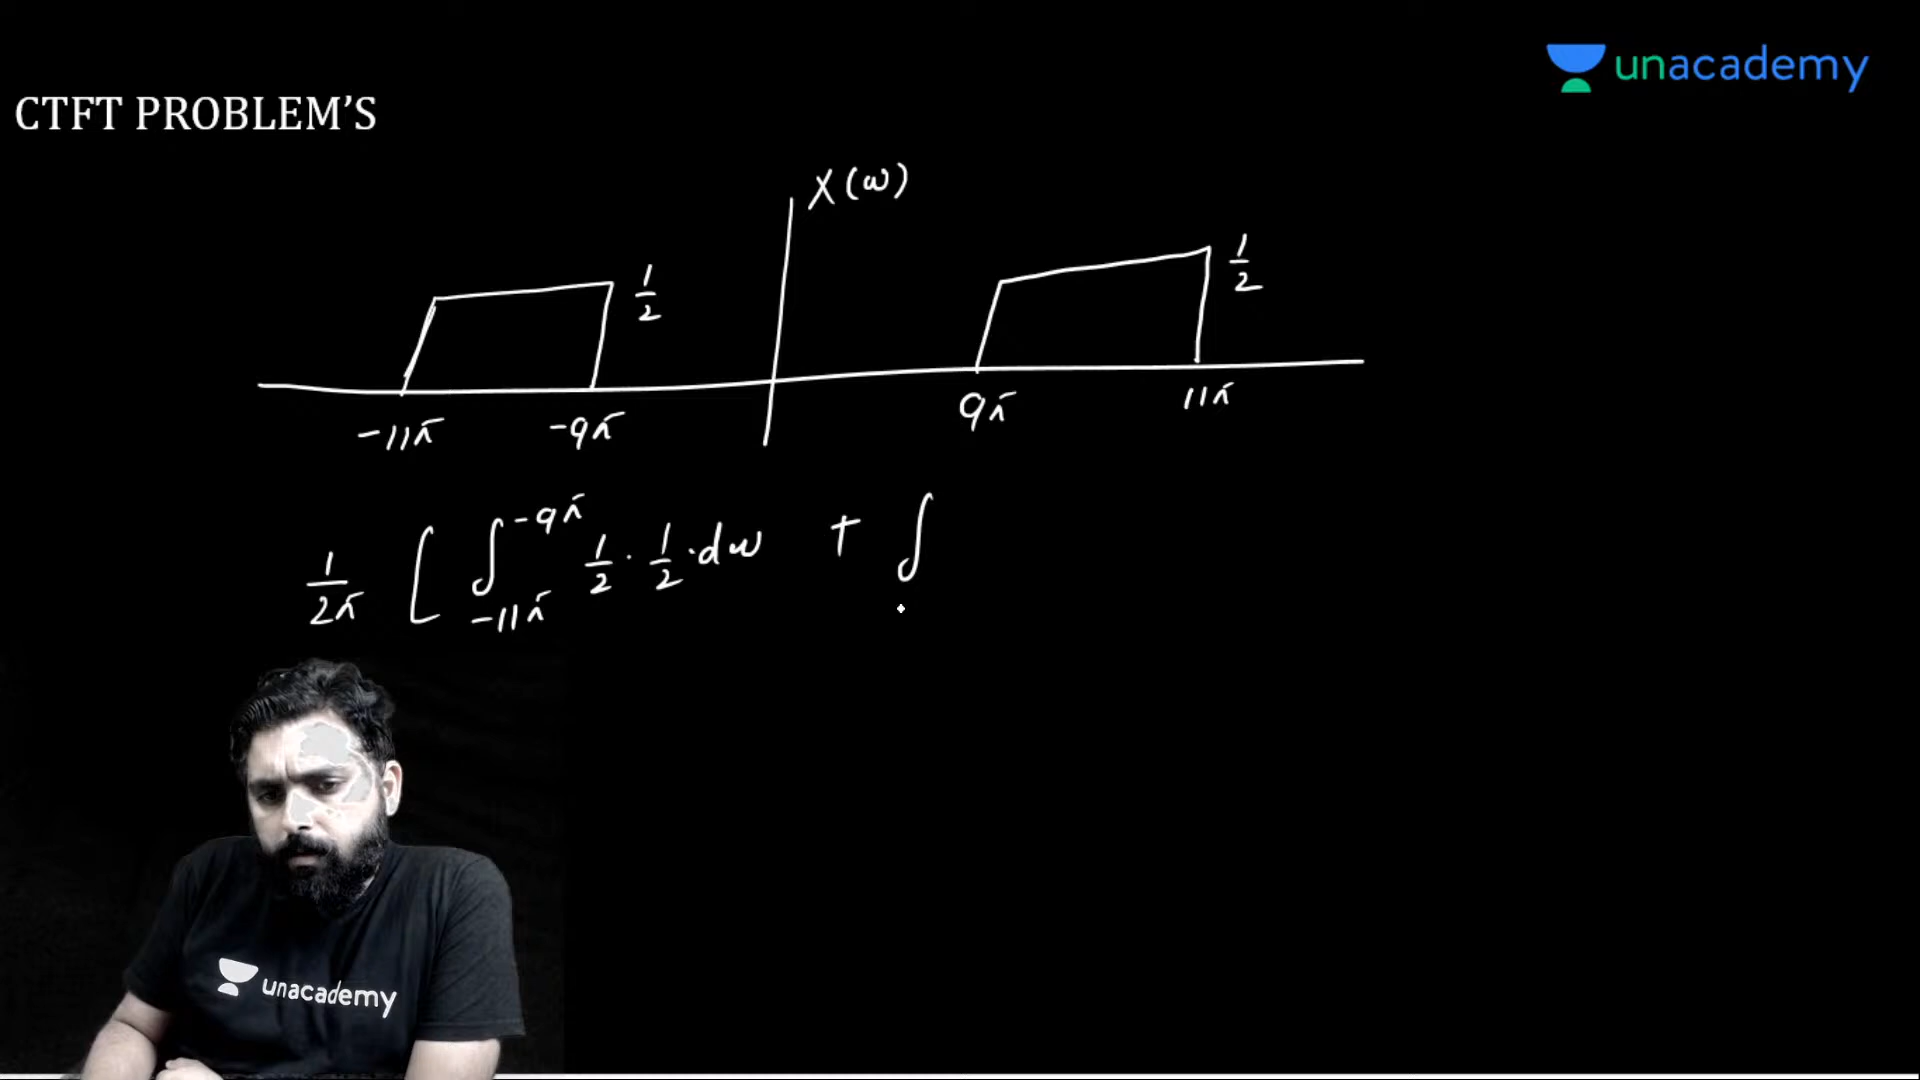 unacademy
CTFT PROBLEM’S
X(ω)
1/2
1/2
-11π -9π 9π 11π
1/2π [ ∫_{-11π}^{-9π} 1/2 · 1/2 · dω + ∫
unacademy